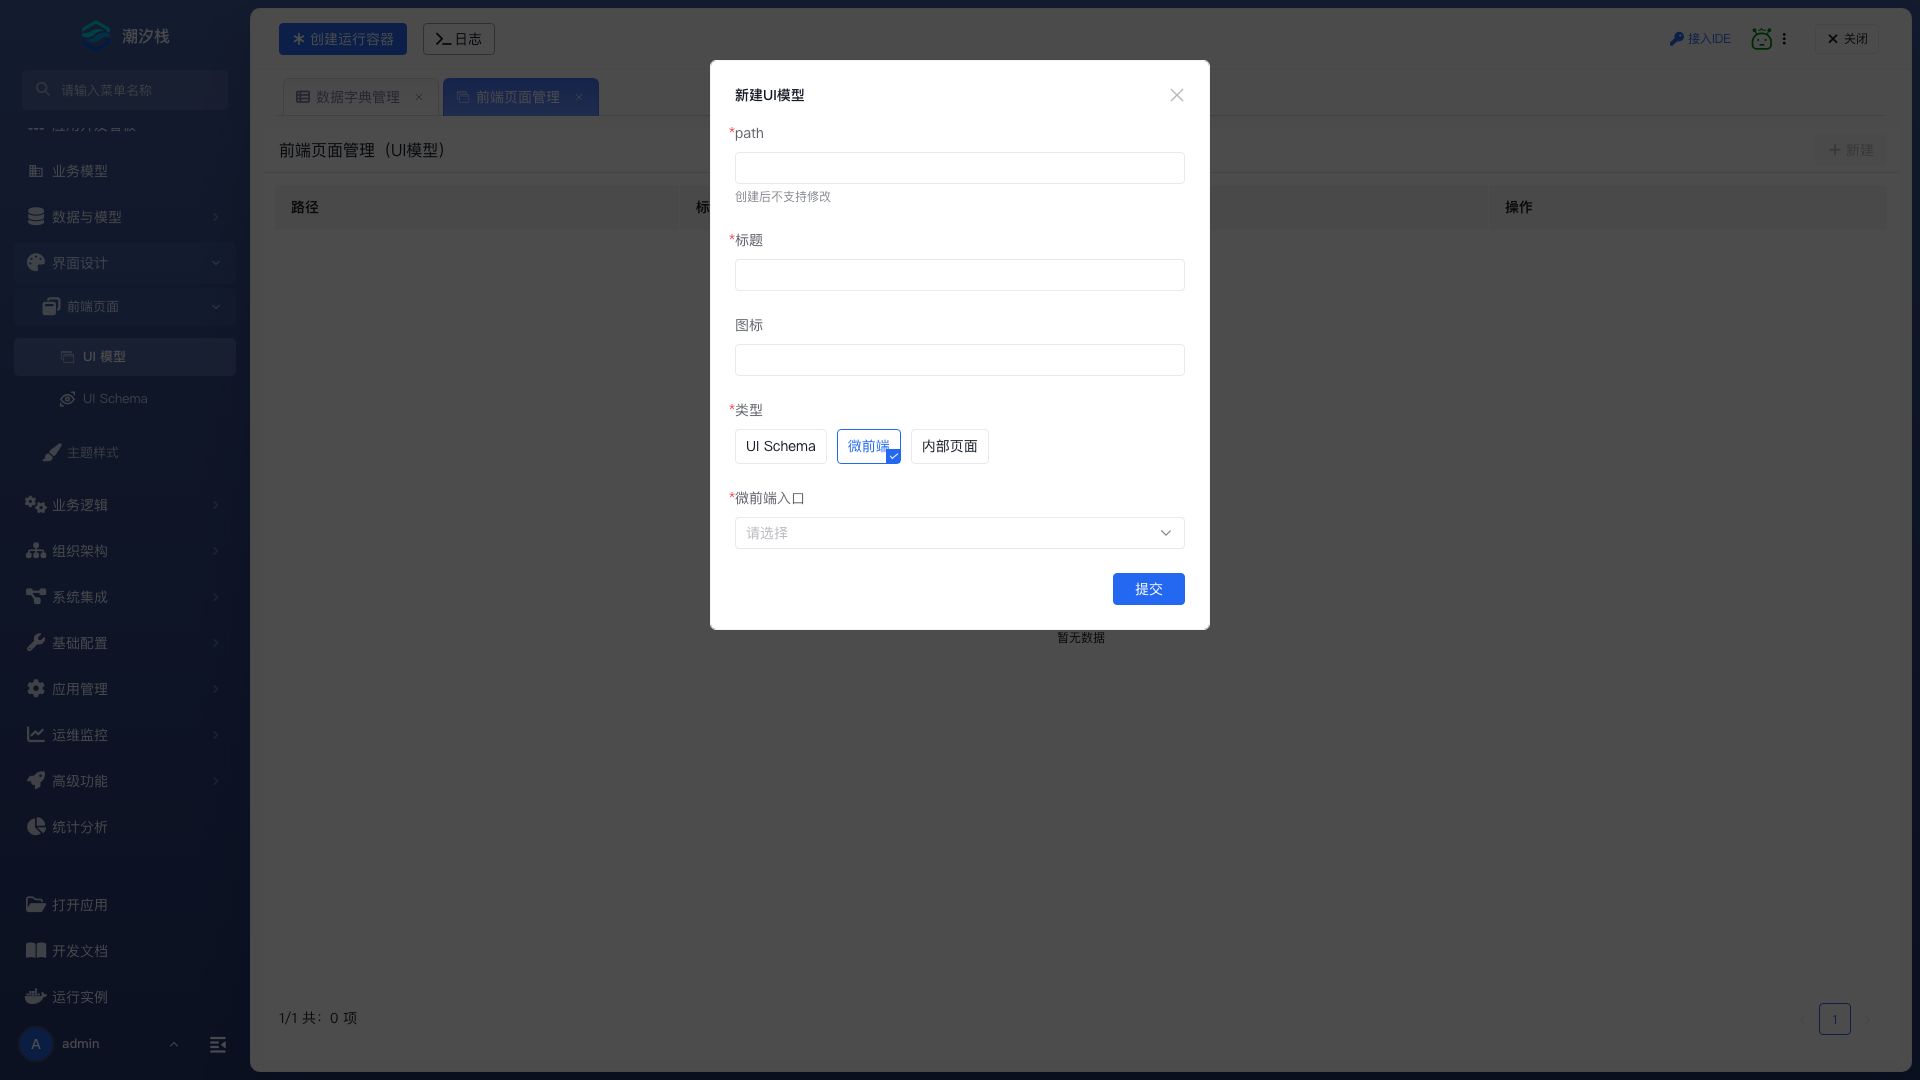 潮汐栈
请输入菜单名称
业务模型
数据与模型
界面设计
前端页面
UI 模型
UI Schema
主题样式
业务逻辑
组织架构
系统集成
基础配置
应用管理
运维监控
高级功能
统计分析
打开应用
开发文档
运行实例
A admin
创建运行容器 日志
接入IDE 关闭
数据字典管理 前端页面管理
前端页面管理（UI模型）
新建
路径 标 操作
暂无数据
1/1 共：0 项
1
新建UI模型
*path
创建后不支持修改
*标题
图标
*类型
UI Schema 微前端 内部页面
*微前端入口
请选择
提交